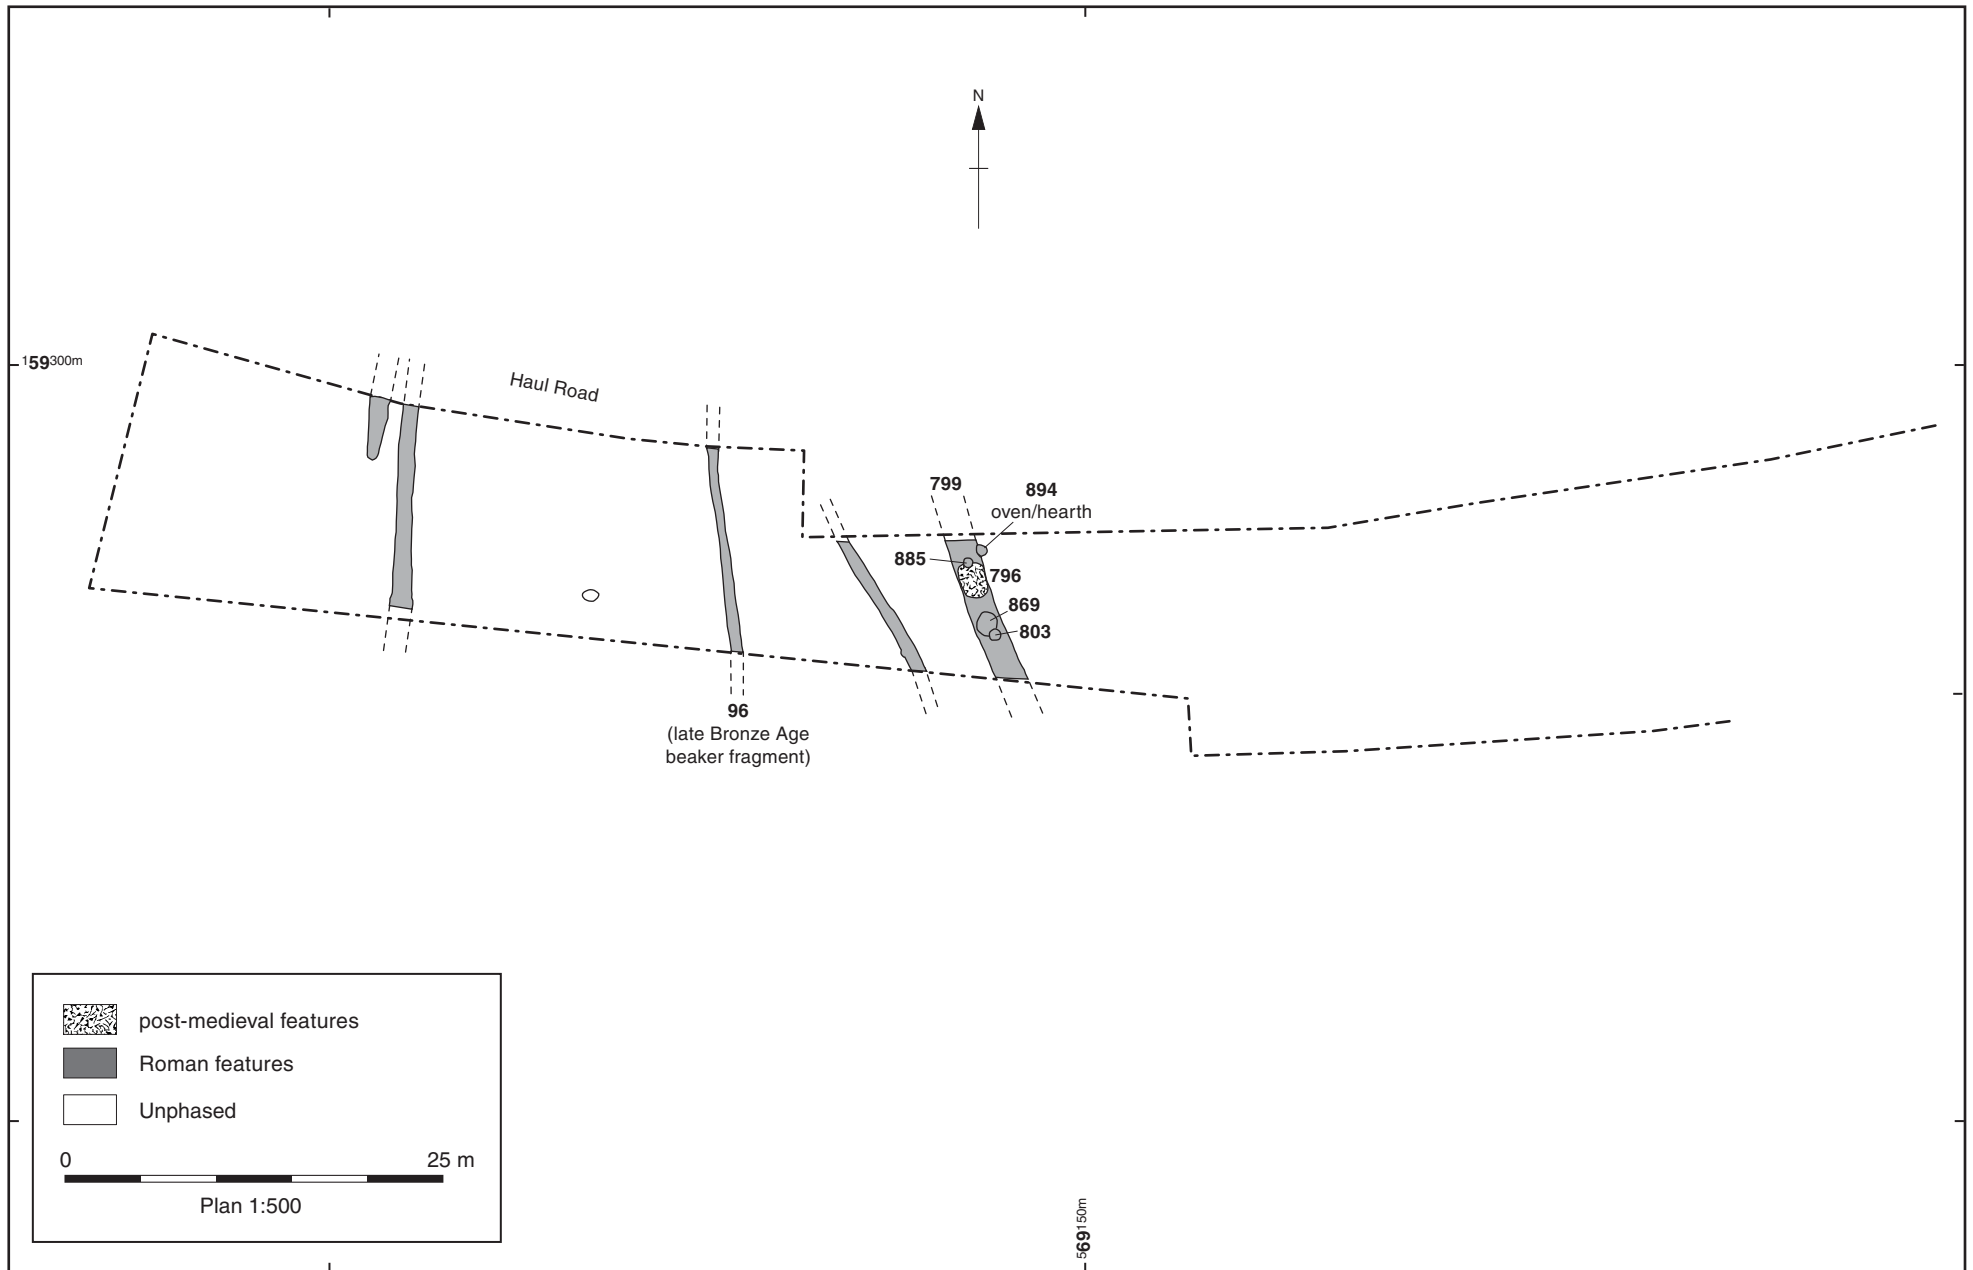 N
159300m
Haul Road
799
894
oven/hearth
885
796
869
803
96
(late Bronze Age
beaker fragment)
post-medieval features
Roman features
Unphased
0 25 m
Plan 1:500
569150m